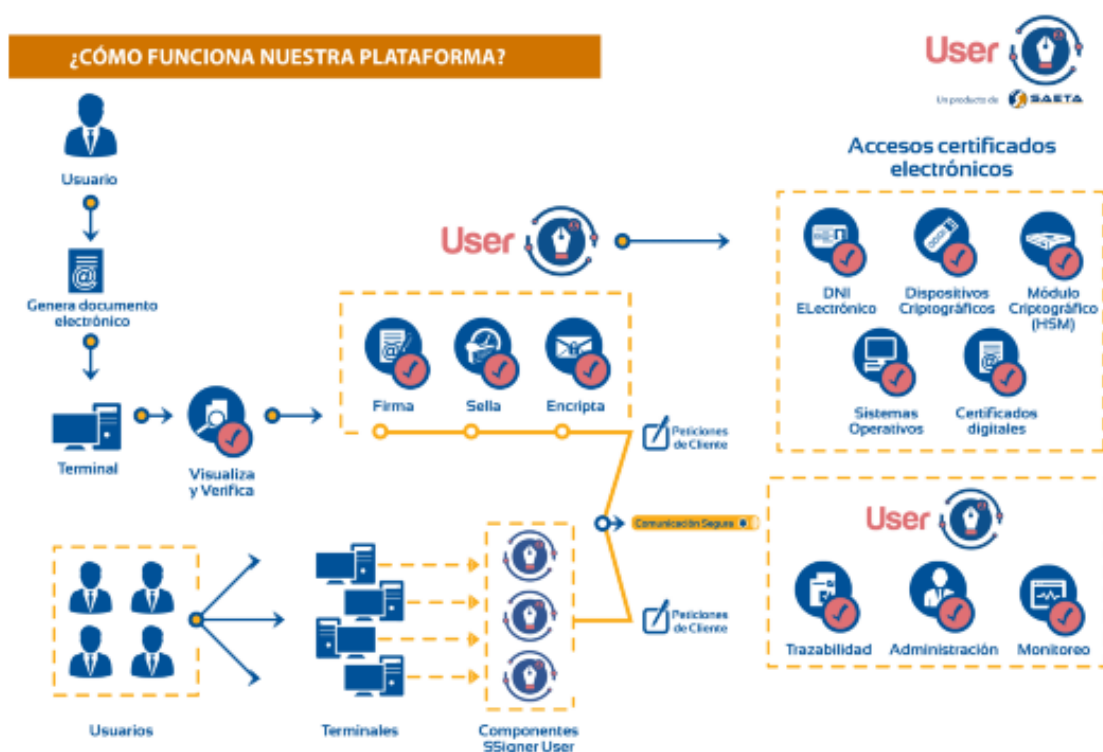 ¿CÓMO FUNCIONA NUESTRA PLATAFORMA?
User
Un producto de SAETA
Usuario
Genera documento
electrónico
Terminal
Visualiza
y Verifica
User
Firma
Sella
Encripta
Peticiones
de Cliente
Accesos certificados
electrónicos
DNI
ELectrónico
Dispositivos
Criptográficos
Módulo
Criptográfico
(HSM)
Sistemas
Operativos
Certificados
digitales
Comunicación Segura
User
Trazabilidad
Administración
Monitoreo
Peticiones
de Cliente
Usuarios
Terminales
Componentes
SSigner User